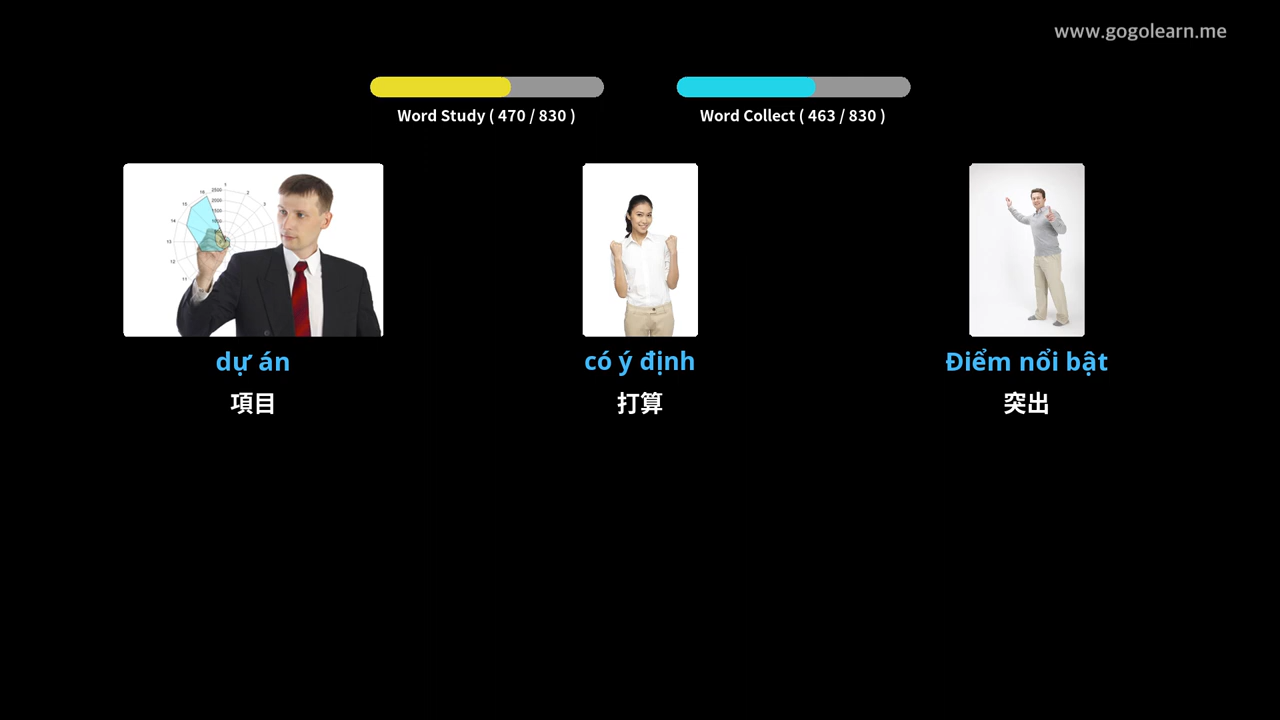 www.gogolearn.me
Word Study ( 470 / 830 )
Word Collect ( 463 / 830 )
dự án
項目
có ý định
打算
Điểm nổi bật
突出